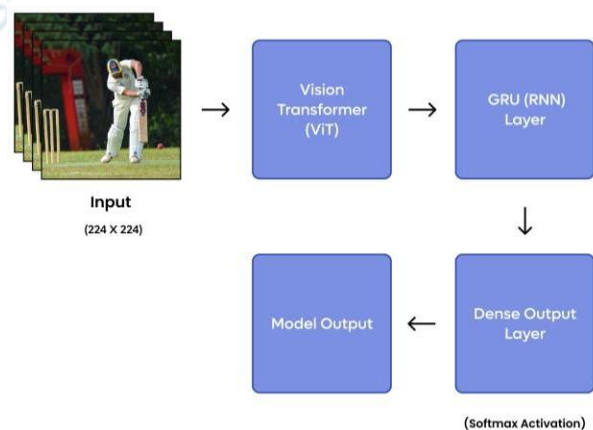 Vision
Transformer
(ViT)
GRU (RNN)
Layer
Input
(224 X 224)
Model Output
Dense Output
Layer
(Softmax Activation)